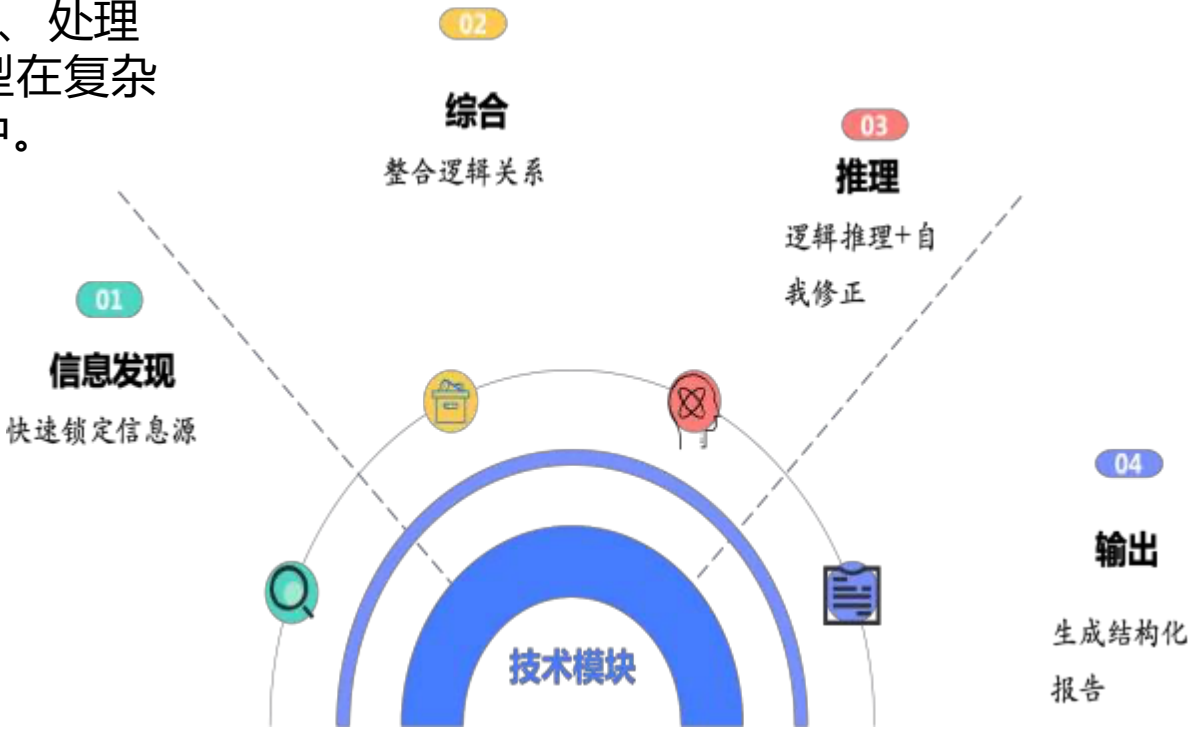 、处理
型在复杂
中。
02
综合
整合逻辑关系
03
推理
逻辑推理+自
我修正
01
信息发现
快速锁定信息源
04
输出
生成结构化
报告
技术模块